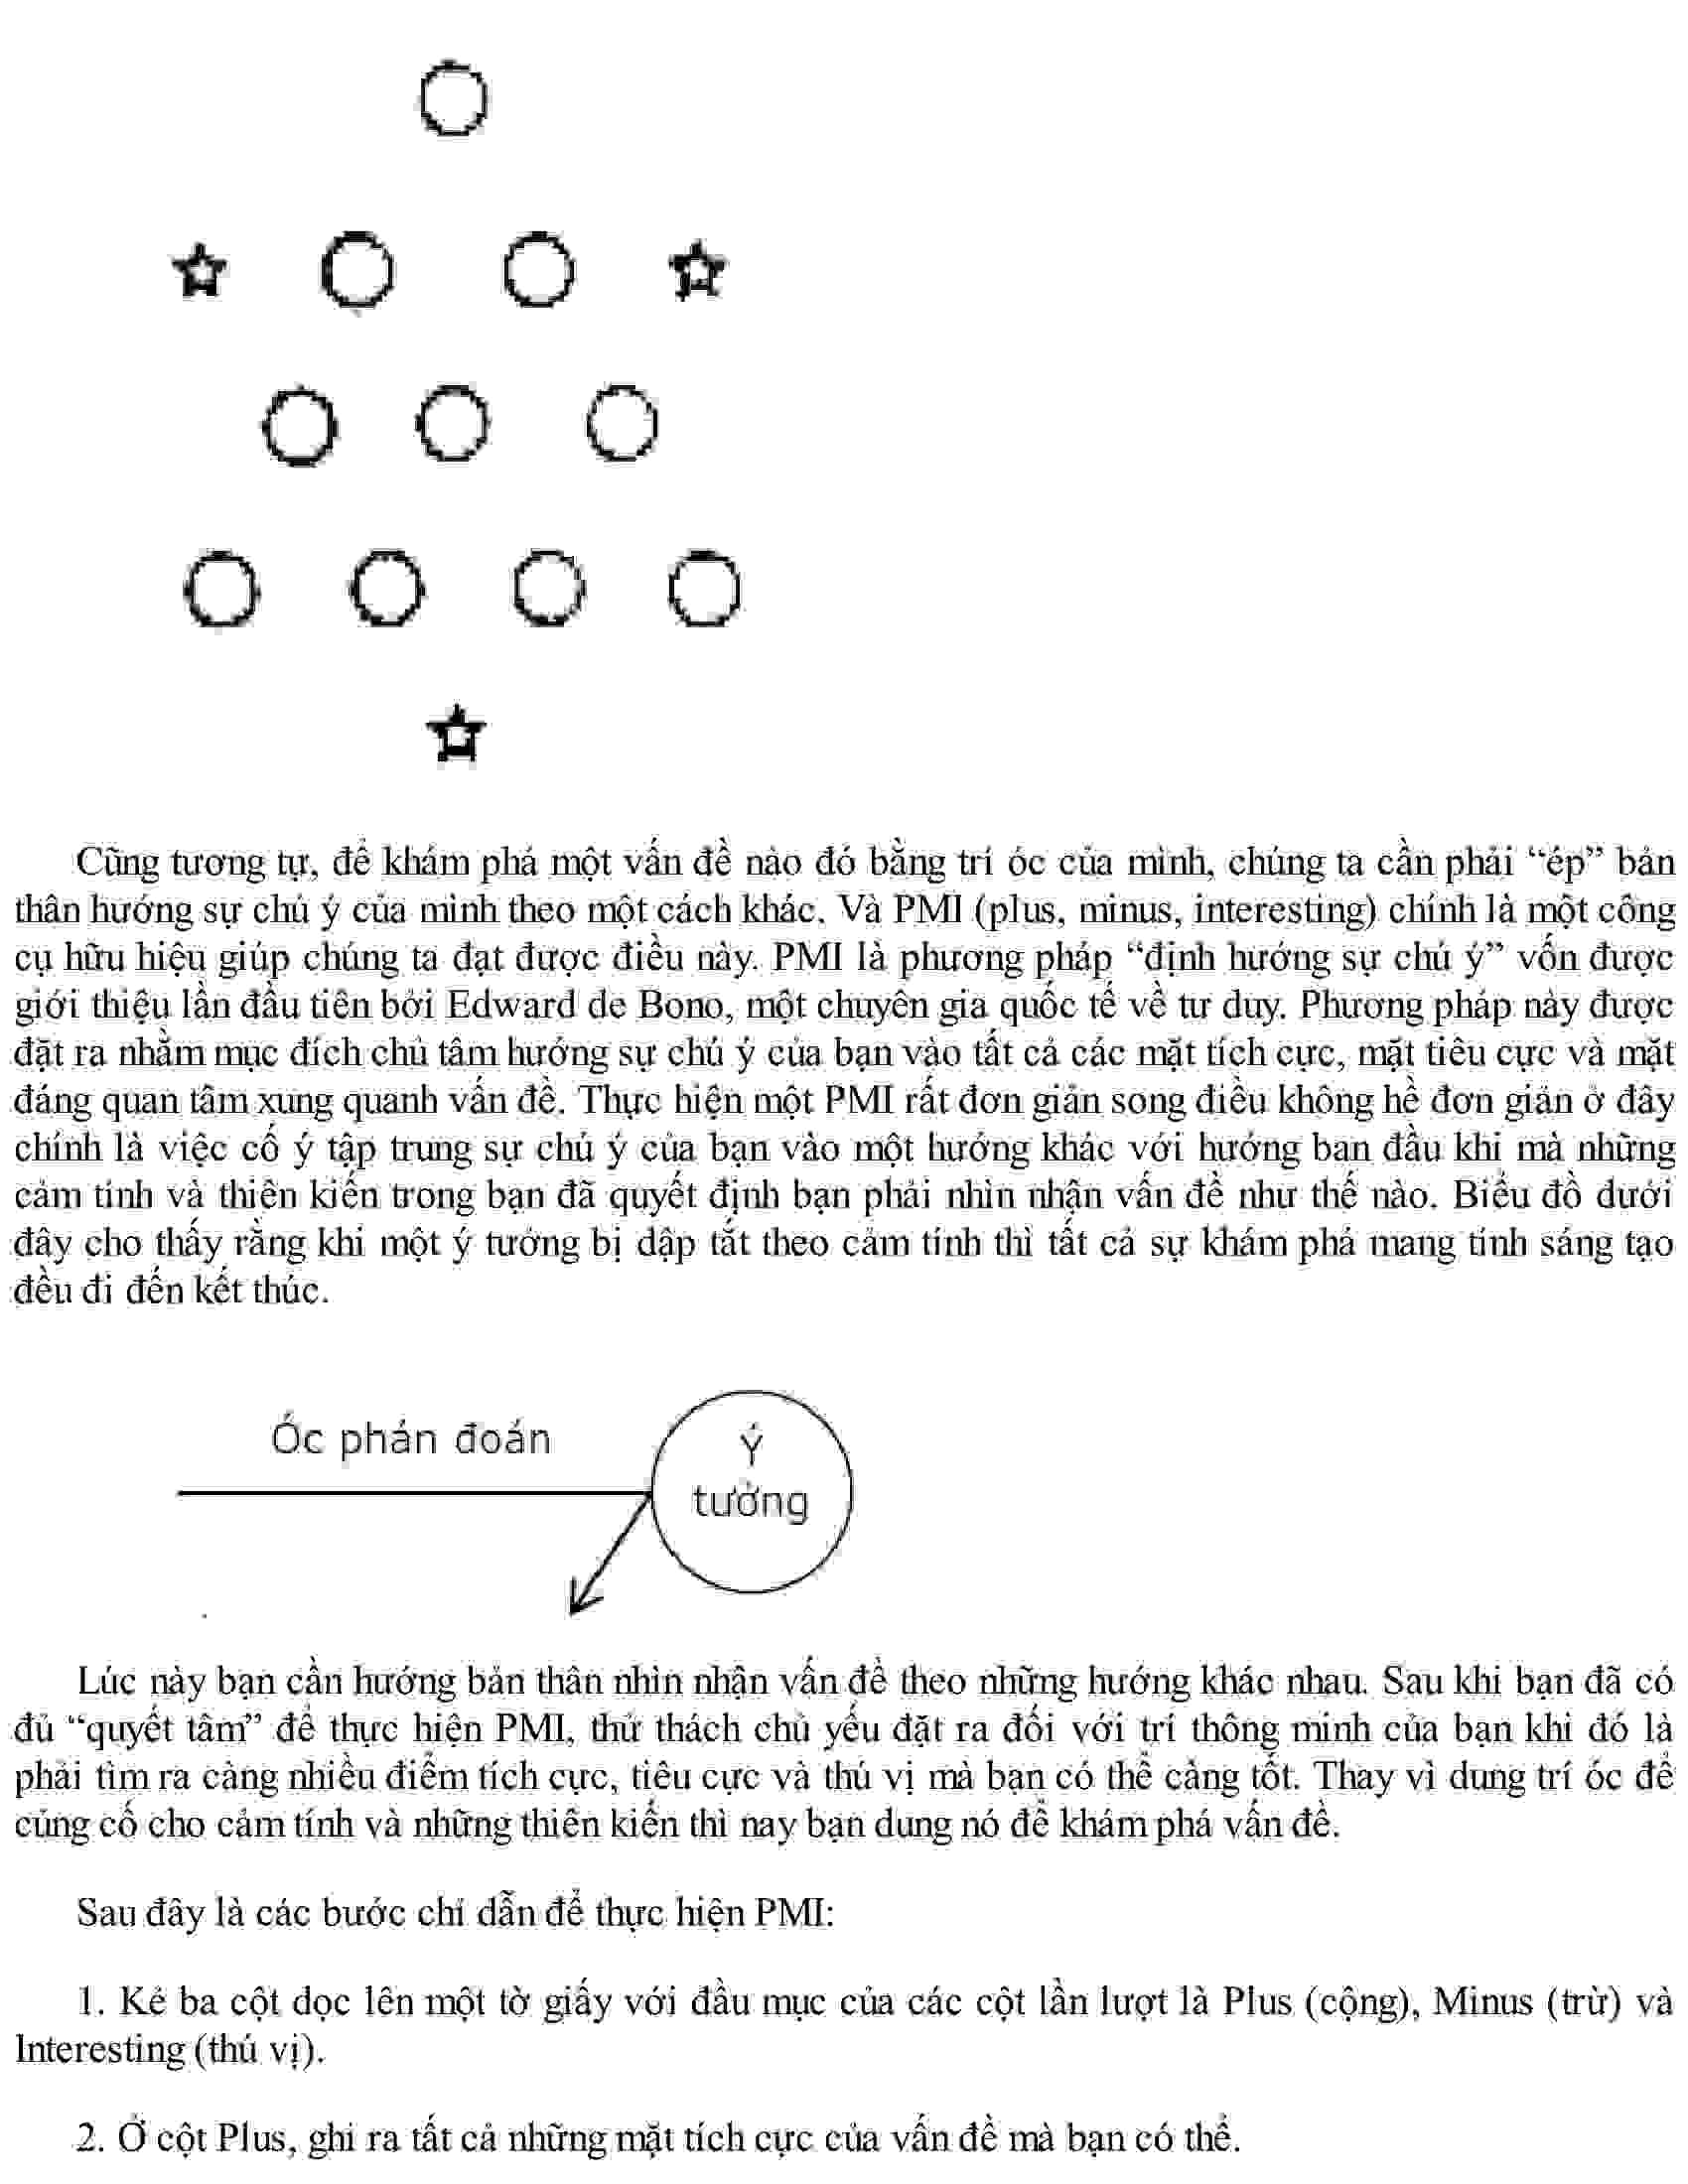 Cũng tương tự, để khám phá một vấn đề nào đó bằng trí óc của mình, chúng ta cần phải “ép” bản
thân hướng sự chú ý của mình theo một cách khác. Và PMI (plus, minus, interesting) chính là một công
cụ hữu hiệu giúp chúng ta đạt được điều này. PMI là phương pháp “định hướng sự chú ý” vốn được
giới thiệu lần đầu tiên bởi Edward de Bono, một chuyên gia quốc tế về tư duy. Phương pháp này được
đặt ra nhằm mục đích chủ tâm hướng sự chú ý của bạn vào tất cả các mặt tích cực, mặt tiêu cực và mặt
đáng quan tâm xung quanh vấn đề. Thực hiện một PMI rất đơn giản song điều không hề đơn giản ở đây
chính là việc cố ý tập trung sự chú ý của bạn vào một hướng khác với hướng ban đầu khi mà những
cảm tính và thiên kiến trong bạn đã quyết định bạn phải nhìn nhận vấn đề như thế nào. Biểu đồ dưới
đây cho thấy rằng khi một ý tưởng bị dập tắt theo cảm tính thì tất cả sự khám phá mang tính sáng tạo
đều đi đến kết thúc.
Óc phán đoán
Ý
tưởng
Lúc này bạn cần hướng bản thân nhìn nhận vấn đề theo những hướng khác nhau. Sau khi bạn đã có
đủ “quyết tâm” để thực hiện PMI, thử thách chủ yếu đặt ra đối với trí thông minh của bạn khi đó là
phải tìm ra càng nhiều điểm tích cực, tiêu cực và thú vị mà bạn có thể càng tốt. Thay vì dung trí óc để
củng cố cho cảm tính và những thiên kiến thì nay bạn dung nó để khám phá vấn đề.
Sau đây là các bước chỉ dẫn để thực hiện PMI:
1. Kẻ ba cột dọc lên một tờ giấy với đầu mục của các cột lần lượt là Plus (cộng), Minus (trừ) và
Interesting (thú vị).
2. Ở cột Plus, ghi ra tất cả những mặt tích cực của vấn đề mà bạn có thể.